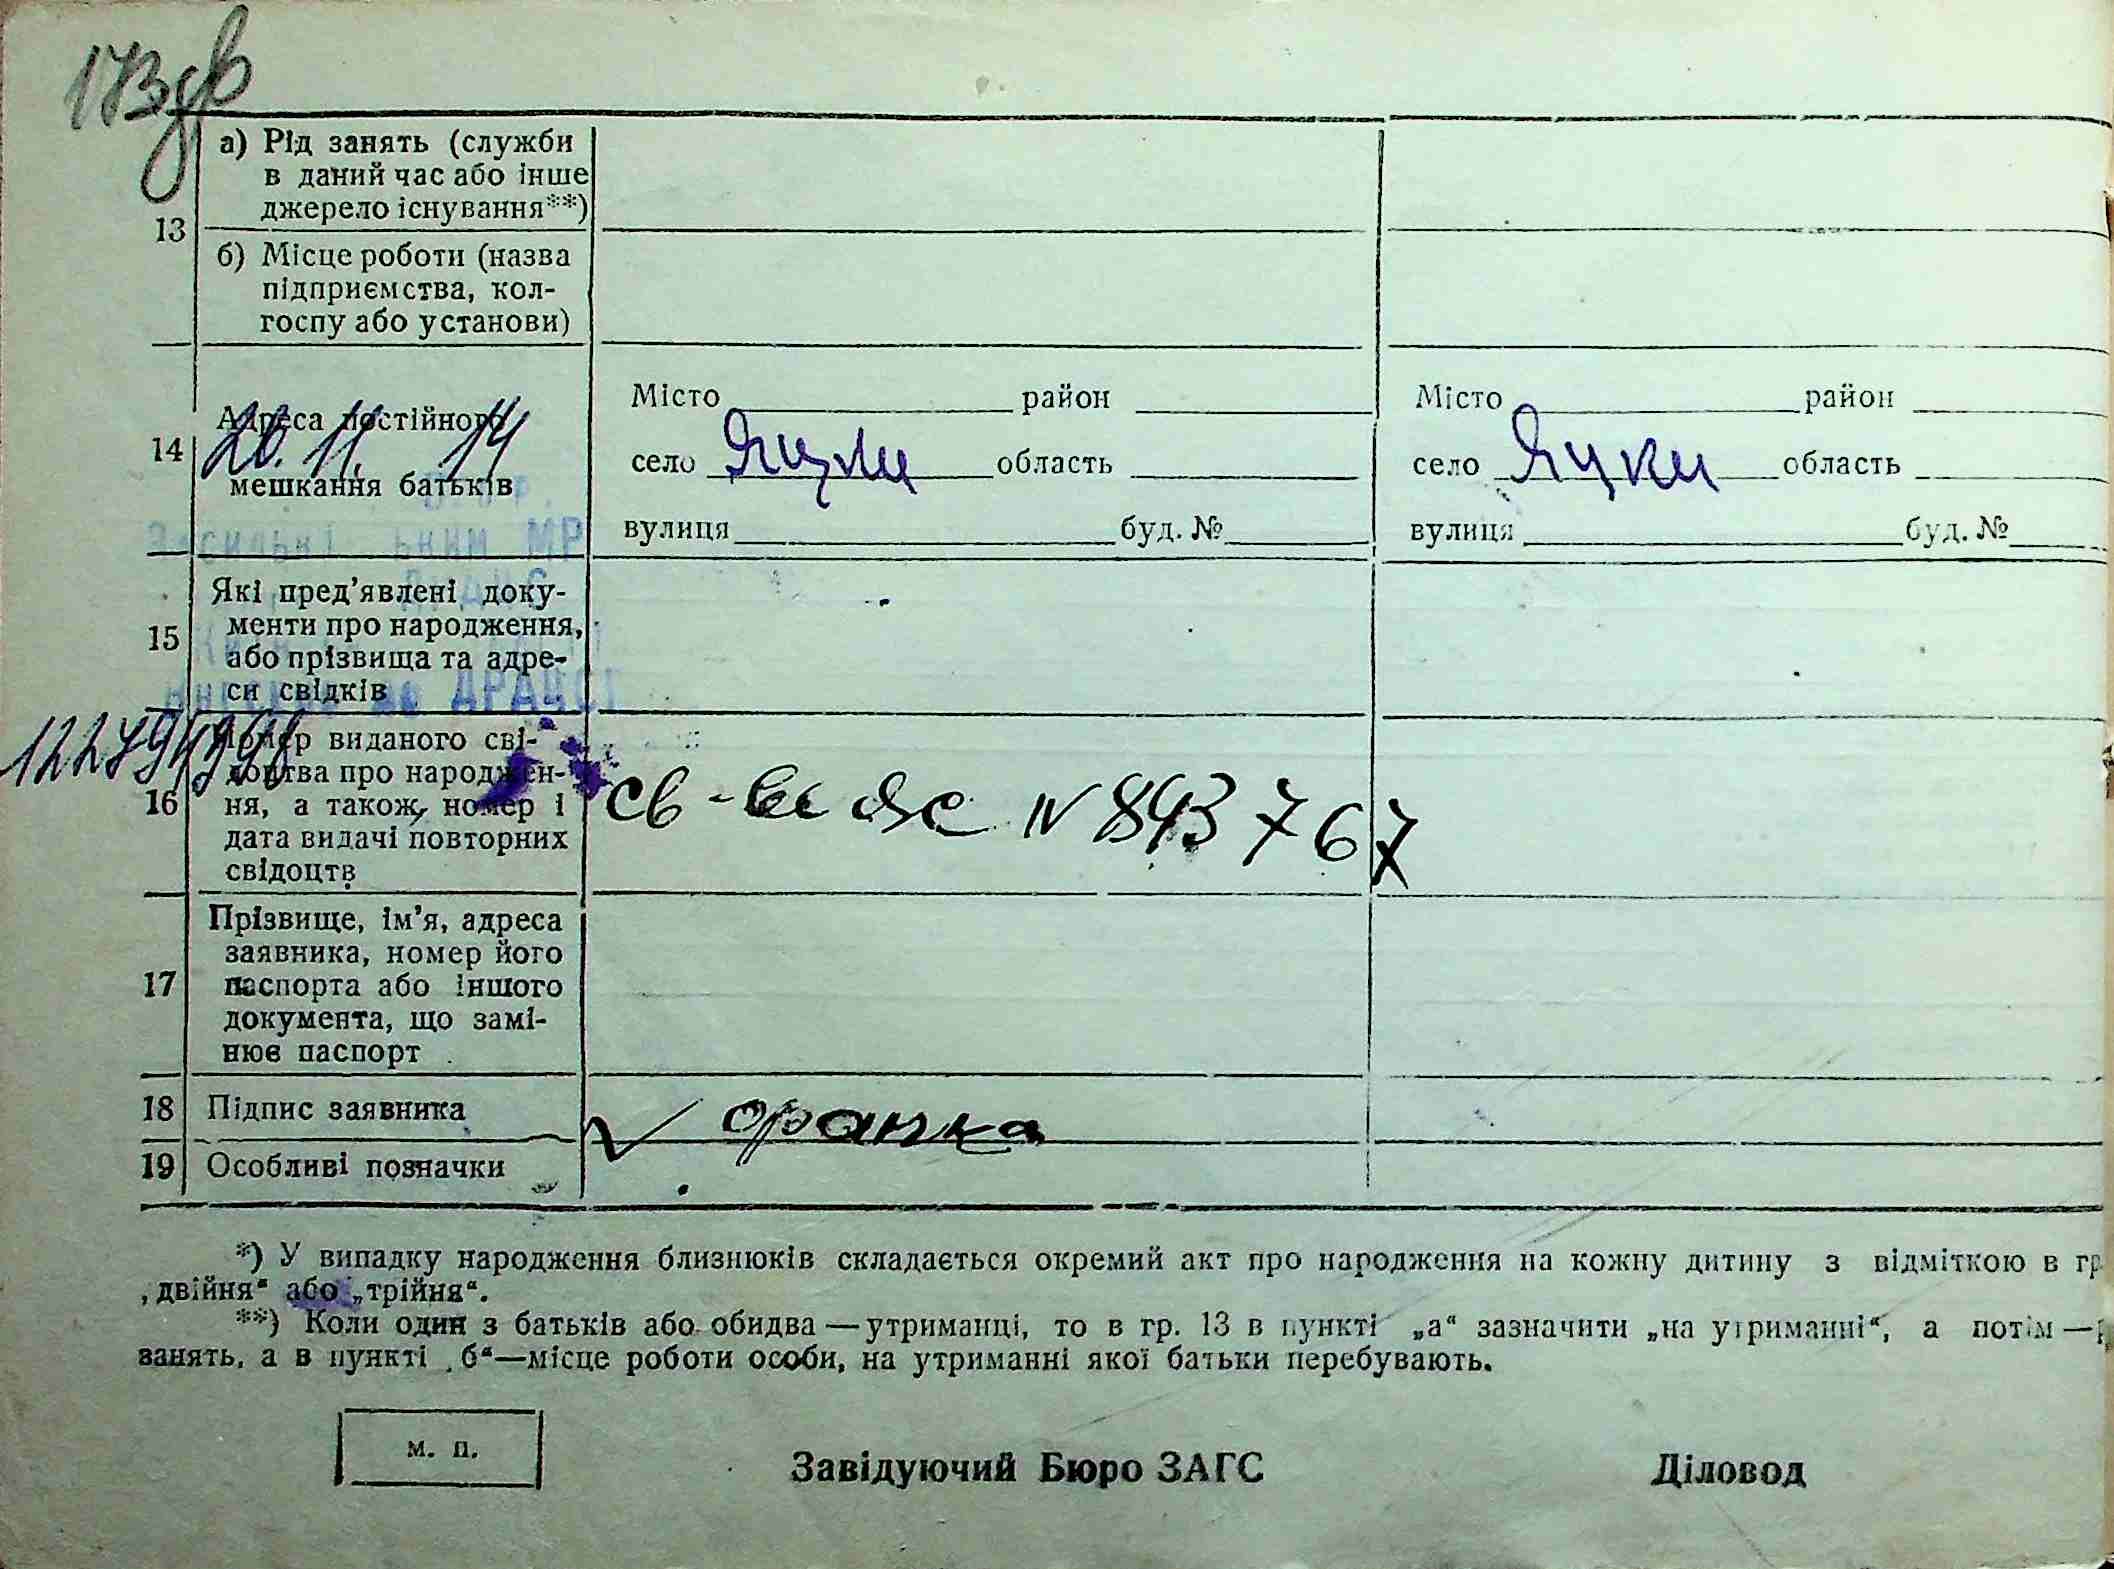 173 зв
13
а) Рід занять (служби
в даний час або інше
джерело існування**)
б) Місце роботи (назва
підприємства, кол-
госпу або установи)
14
Адреса постійного
20. 11. 14
мешкання батьків
Місто район
село Яцуки область
вулиця буд. №
Місто район
село Яцуки область
вулиця буд. №
МР
15
Які пред’явлені доку-
менти про народження,
або прізвища та адре-
си свідків
ДРАЦС
16
Номер виданого сві-
доцтва про народжен-
ня, а також, номер і
дата видачі повторних
свідоцтв
№ 843767
17
Прізвище, ім’я, адреса
заявника, номер його
паспорта або іншого
документа, що замі-
нює паспорт
18 Підпис заявника
19 Особливі позначки
*) У випадку народження близнюків складається окремий акт про народження на кожну дитину з відміткою в гр
„двійня“ або „трійня“.
**) Коли один з батьків або обидва — утриманці, то в гр. 13 в пункті „а“ зазначити „на утриманні“, а потім —
занять, а в пункті „б“—місце роботи особи, на утриманні якої батьки перебувають.
м. п.
Завідуючий Бюро ЗАГС
Діловод